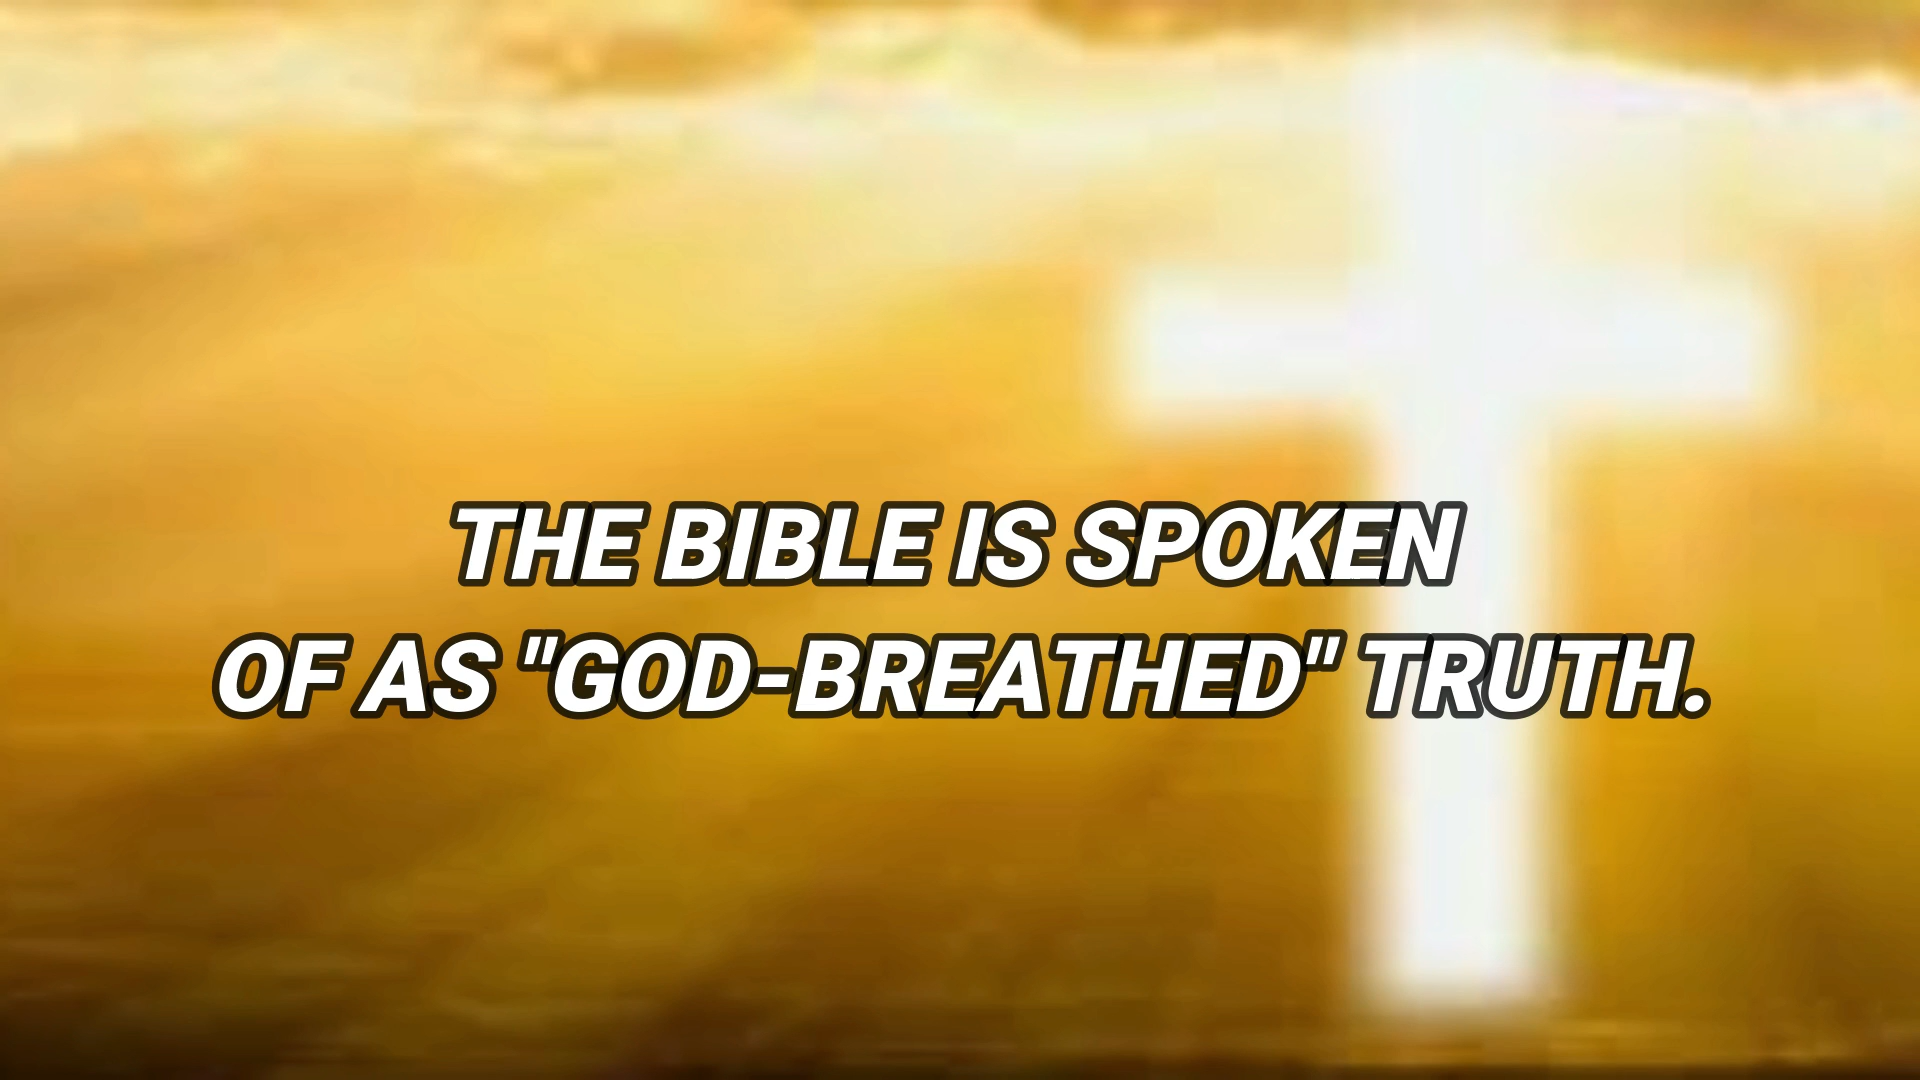 THE BIBLE IS SPOKEN
OF AS "GOD-BREATHED" TRUTH.